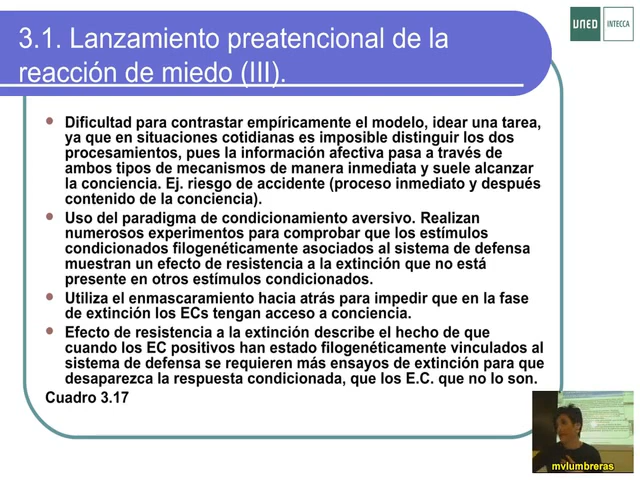 3.1. Lanzamiento preatencional de la
reacción de miedo (III).
UNED
INTECCA
Dificultad para contrastar empíricamente el modelo, idear una tarea,
ya que en situaciones cotidianas es imposible distinguir los dos
procesamientos, pues la información afectiva pasa a través de
ambos tipos de mecanismos de manera inmediata y suele alcanzar
la conciencia. Ej. riesgo de accidente (proceso inmediato y después
contenido de la conciencia).
Uso del paradigma de condicionamiento aversivo. Realizan
numerosos experimentos para comprobar que los estímulos
condicionados filogenéticamente asociados al sistema de defensa
muestran un efecto de resistencia a la extinción que no está
presente en otros estímulos condicionados.
Utiliza el enmascaramiento hacia atrás para impedir que en la fase
de extinción los ECs tengan acceso a conciencia.
Efecto de resistencia a la extinción describe el hecho de que
cuando los EC positivos han estado filogenéticamente vinculados al
sistema de defensa se requieren más ensayos de extinción para que
desaparezca la respuesta condicionada, que los E.C. que no lo son.
Cuadro 3.17
mvlumbreras